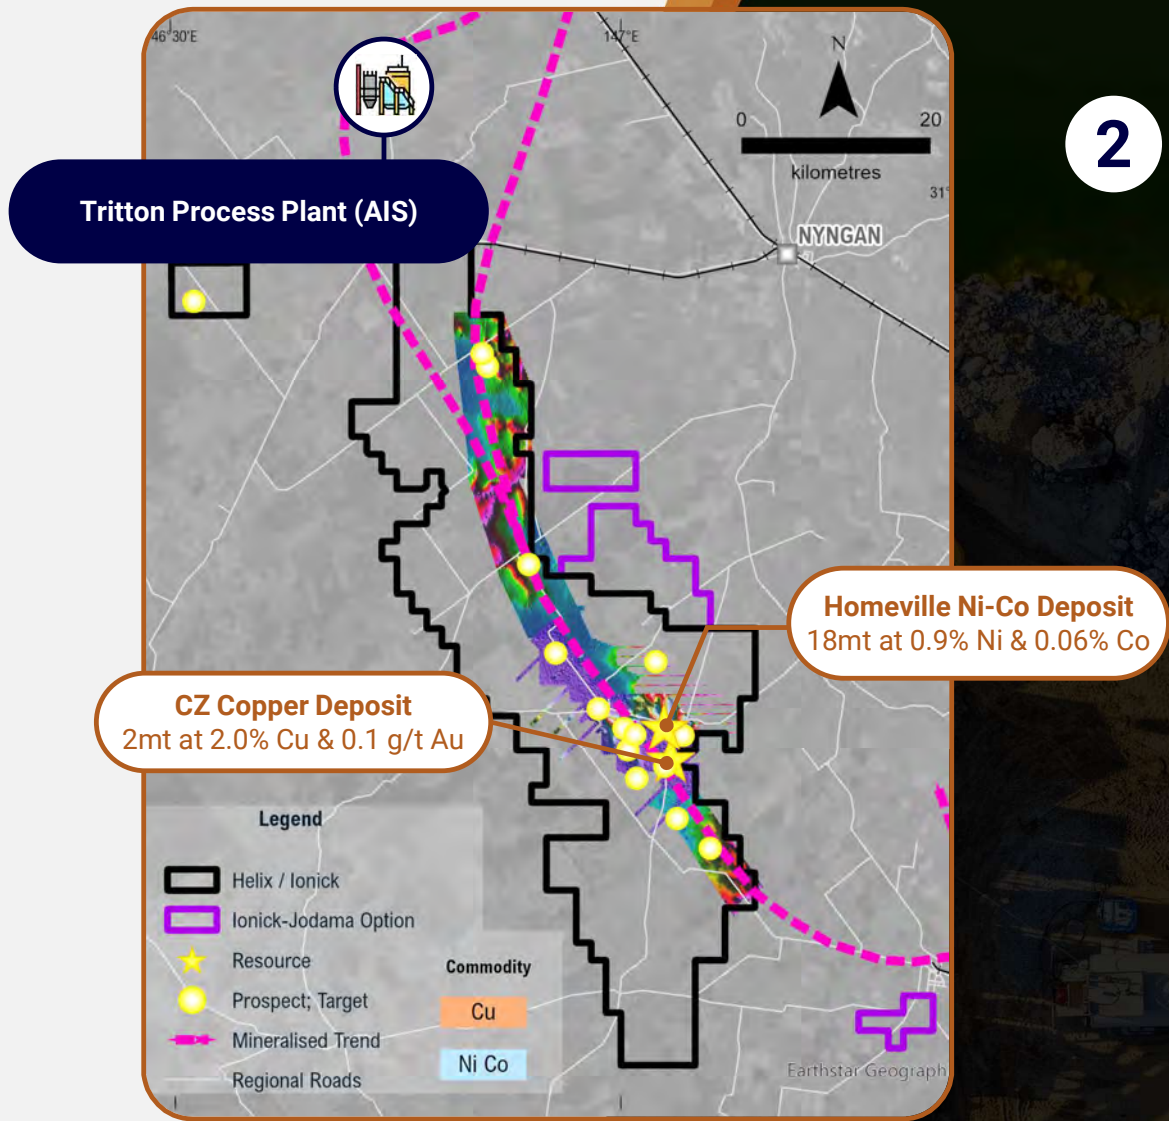 46°30'E
147°E
N
0
20
kilometres
31°
2
Tritton Process Plant (AIS)
NYNGAN
Homeville Ni-Co Deposit
18mt at 0.9% Ni & 0.06% Co
CZ Copper Deposit
2mt at 2.0% Cu & 0.1 g/t Au
Legend
Helix / Ionick
Ionick-Jodama Option
Resource
Prospect; Target
Mineralised Trend
Regional Roads
Commodity
Cu
Ni Co
Earthstar Geograph